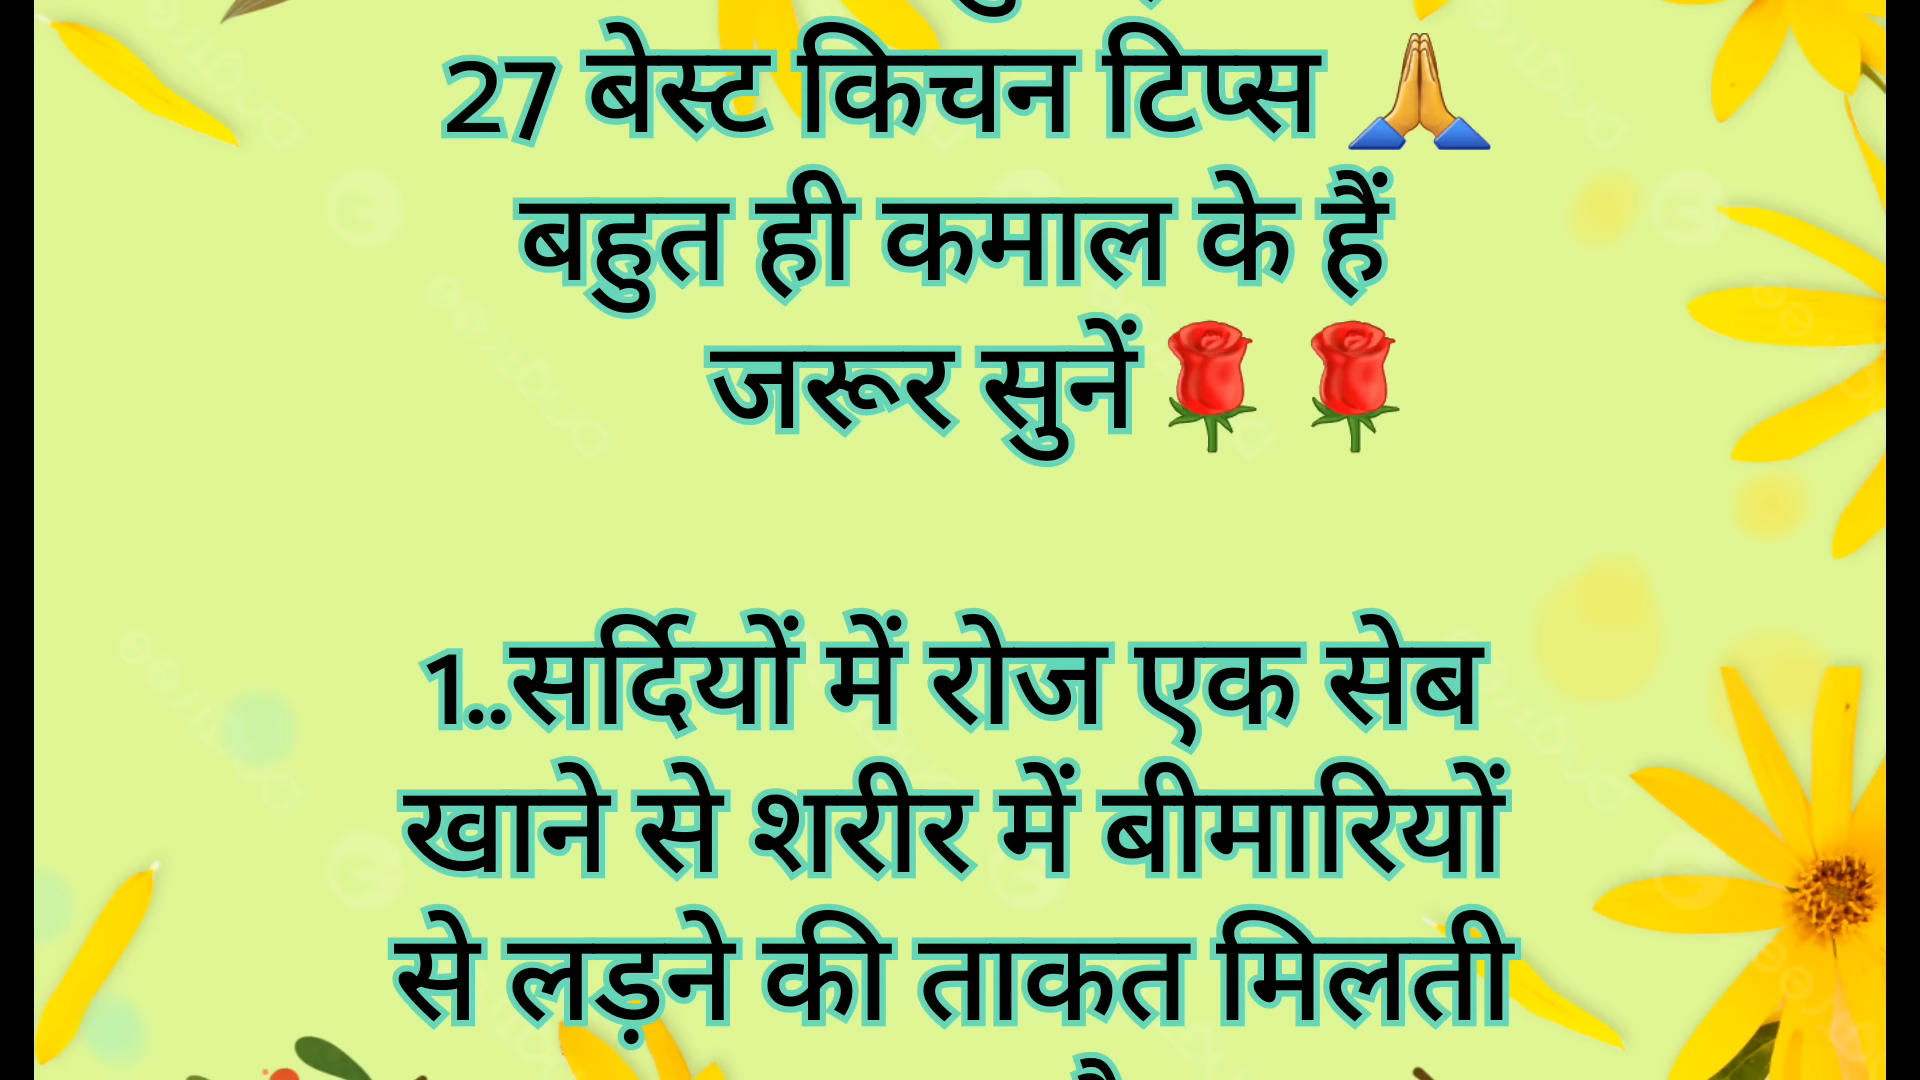 27 बेस्ट किचन टिप्स 🙏
बहुत ही कमाल के हैं
जरूर सुनें🌹 🌹
1..सर्दियों में रोज एक सेब
खाने से शरीर में बीमारियों
से लड़ने की ताकत मिलती